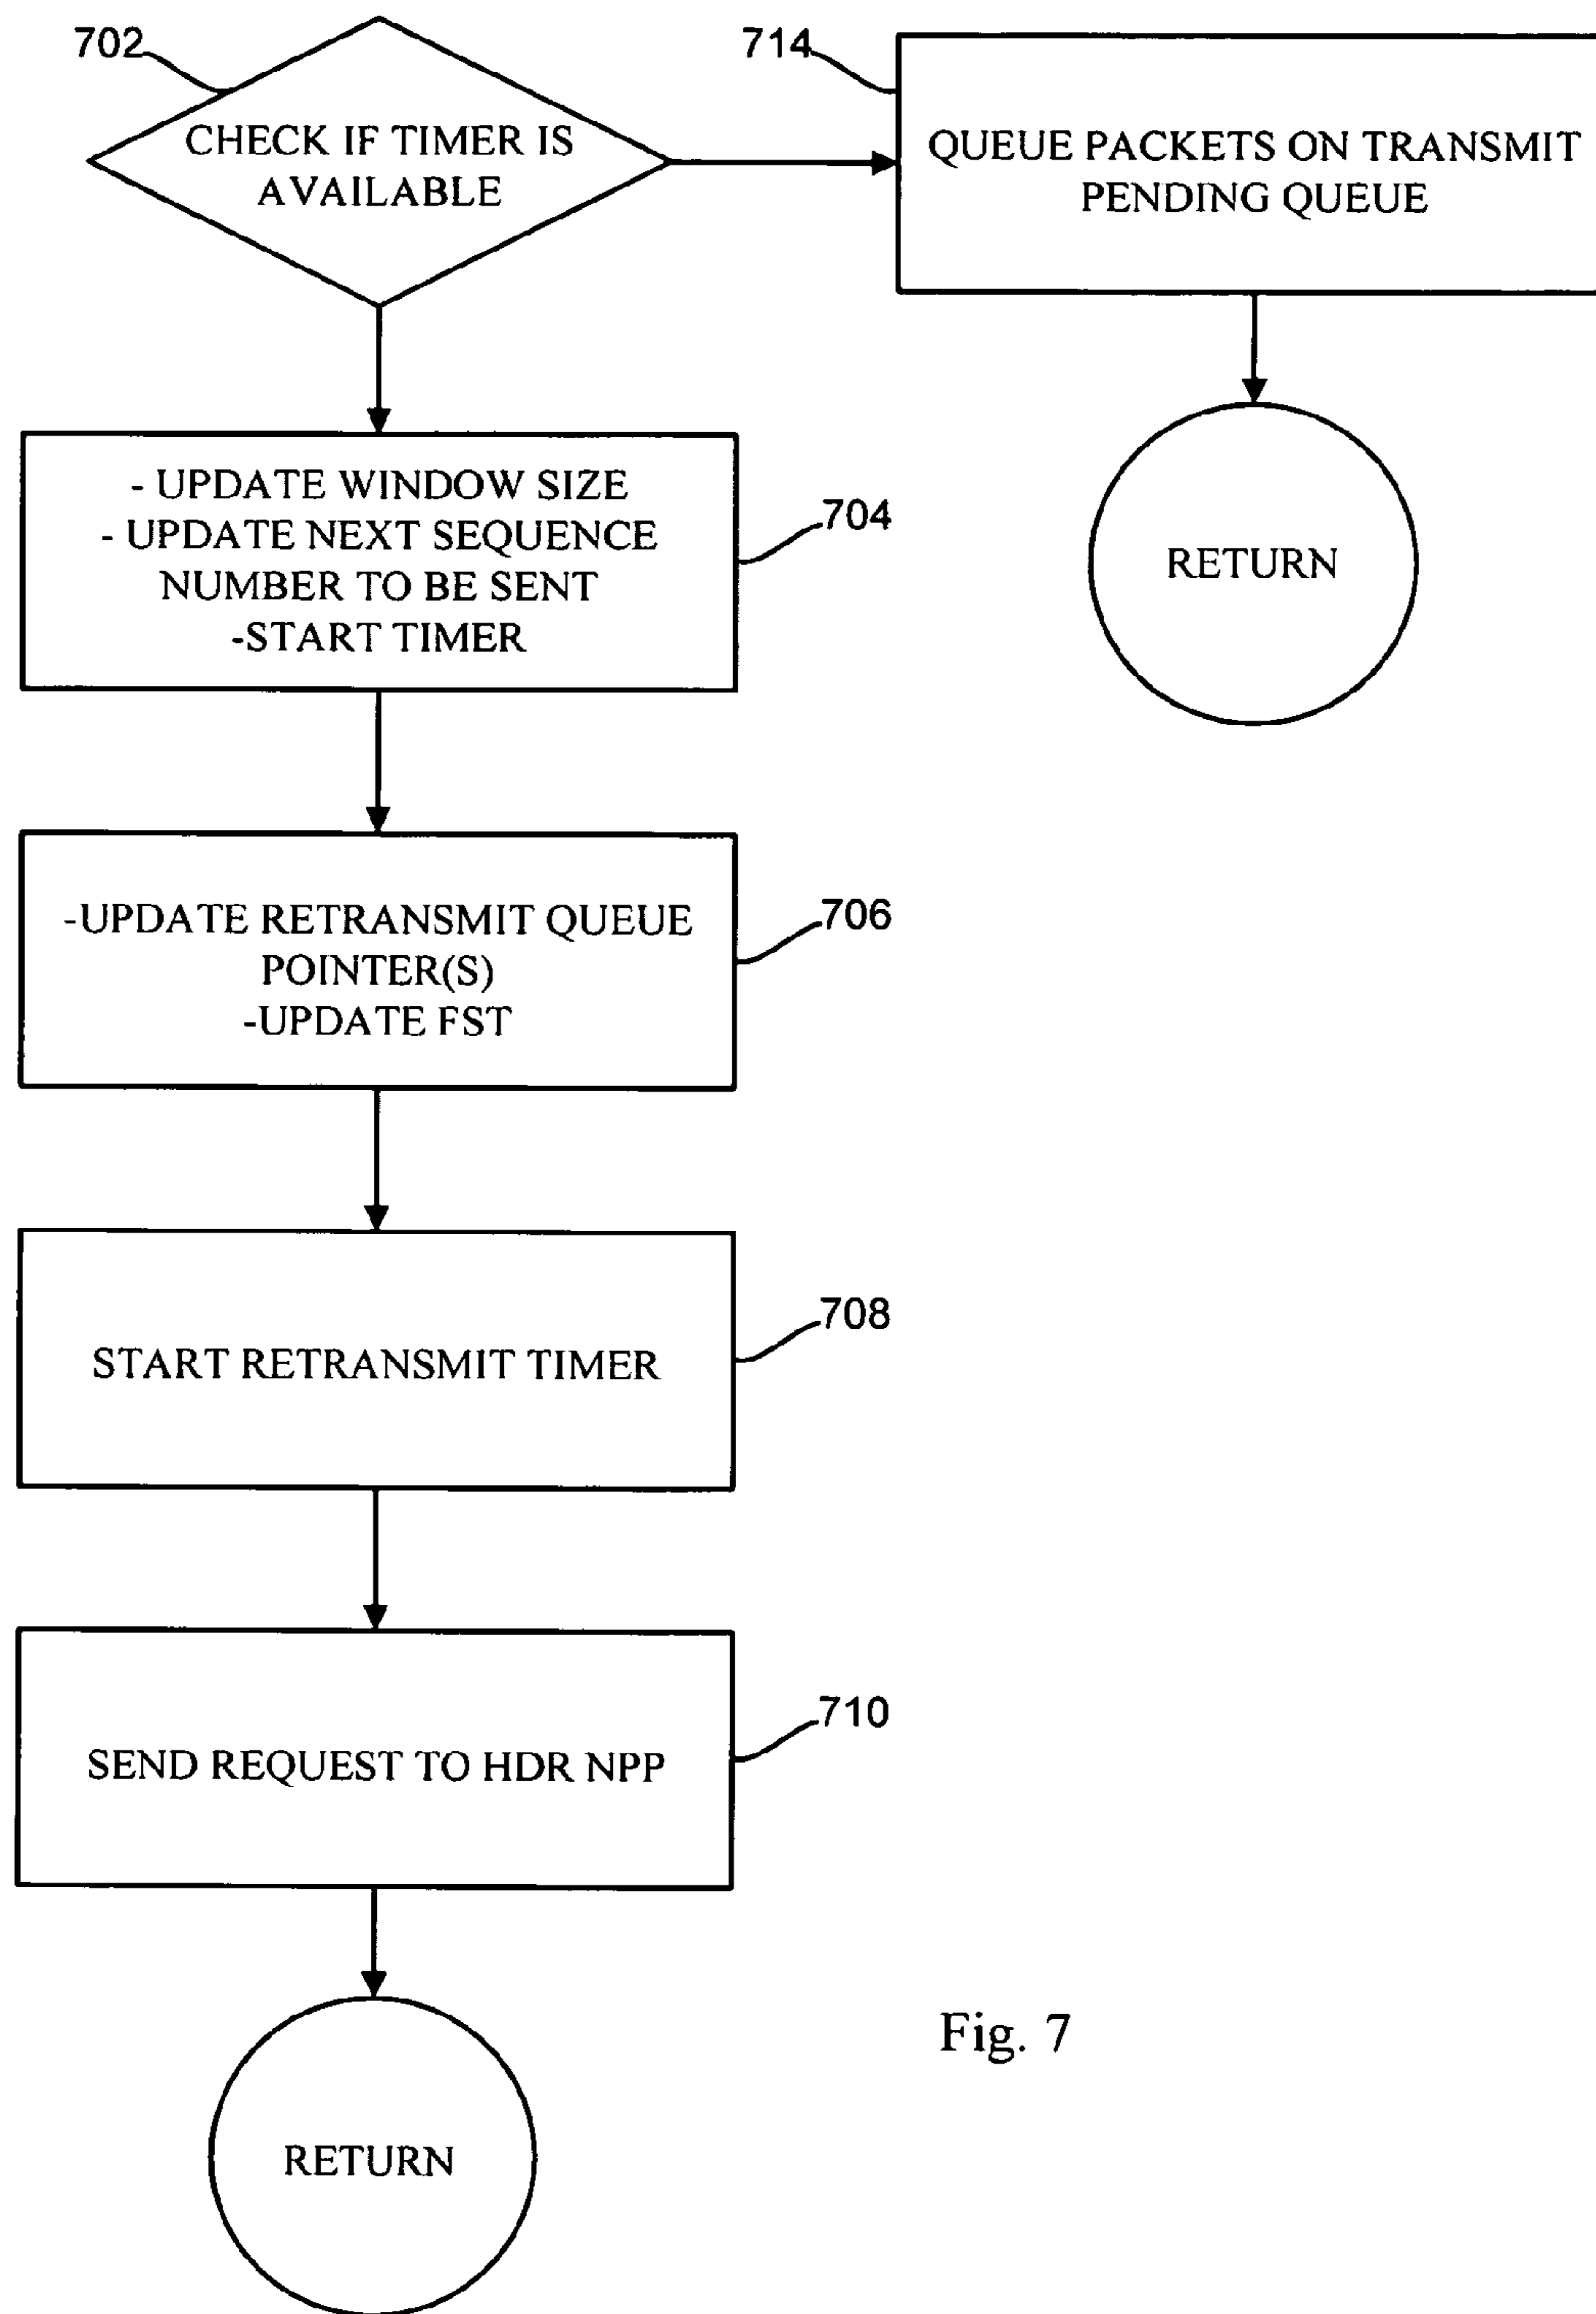 702
CHECK IF TIMER IS
AVAILABLE
714
QUEUE PACKETS ON TRANSMIT
PENDING QUEUE
RETURN
- UPDATE WINDOW SIZE
- UPDATE NEXT SEQUENCE
NUMBER TO BE SENT
-START TIMER
704
-UPDATE RETRANSMIT QUEUE
POINTER(S)
-UPDATE FST
706
START RETRANSMIT TIMER
708
SEND REQUEST TO HDR NPP
710
RETURN
Fig. 7